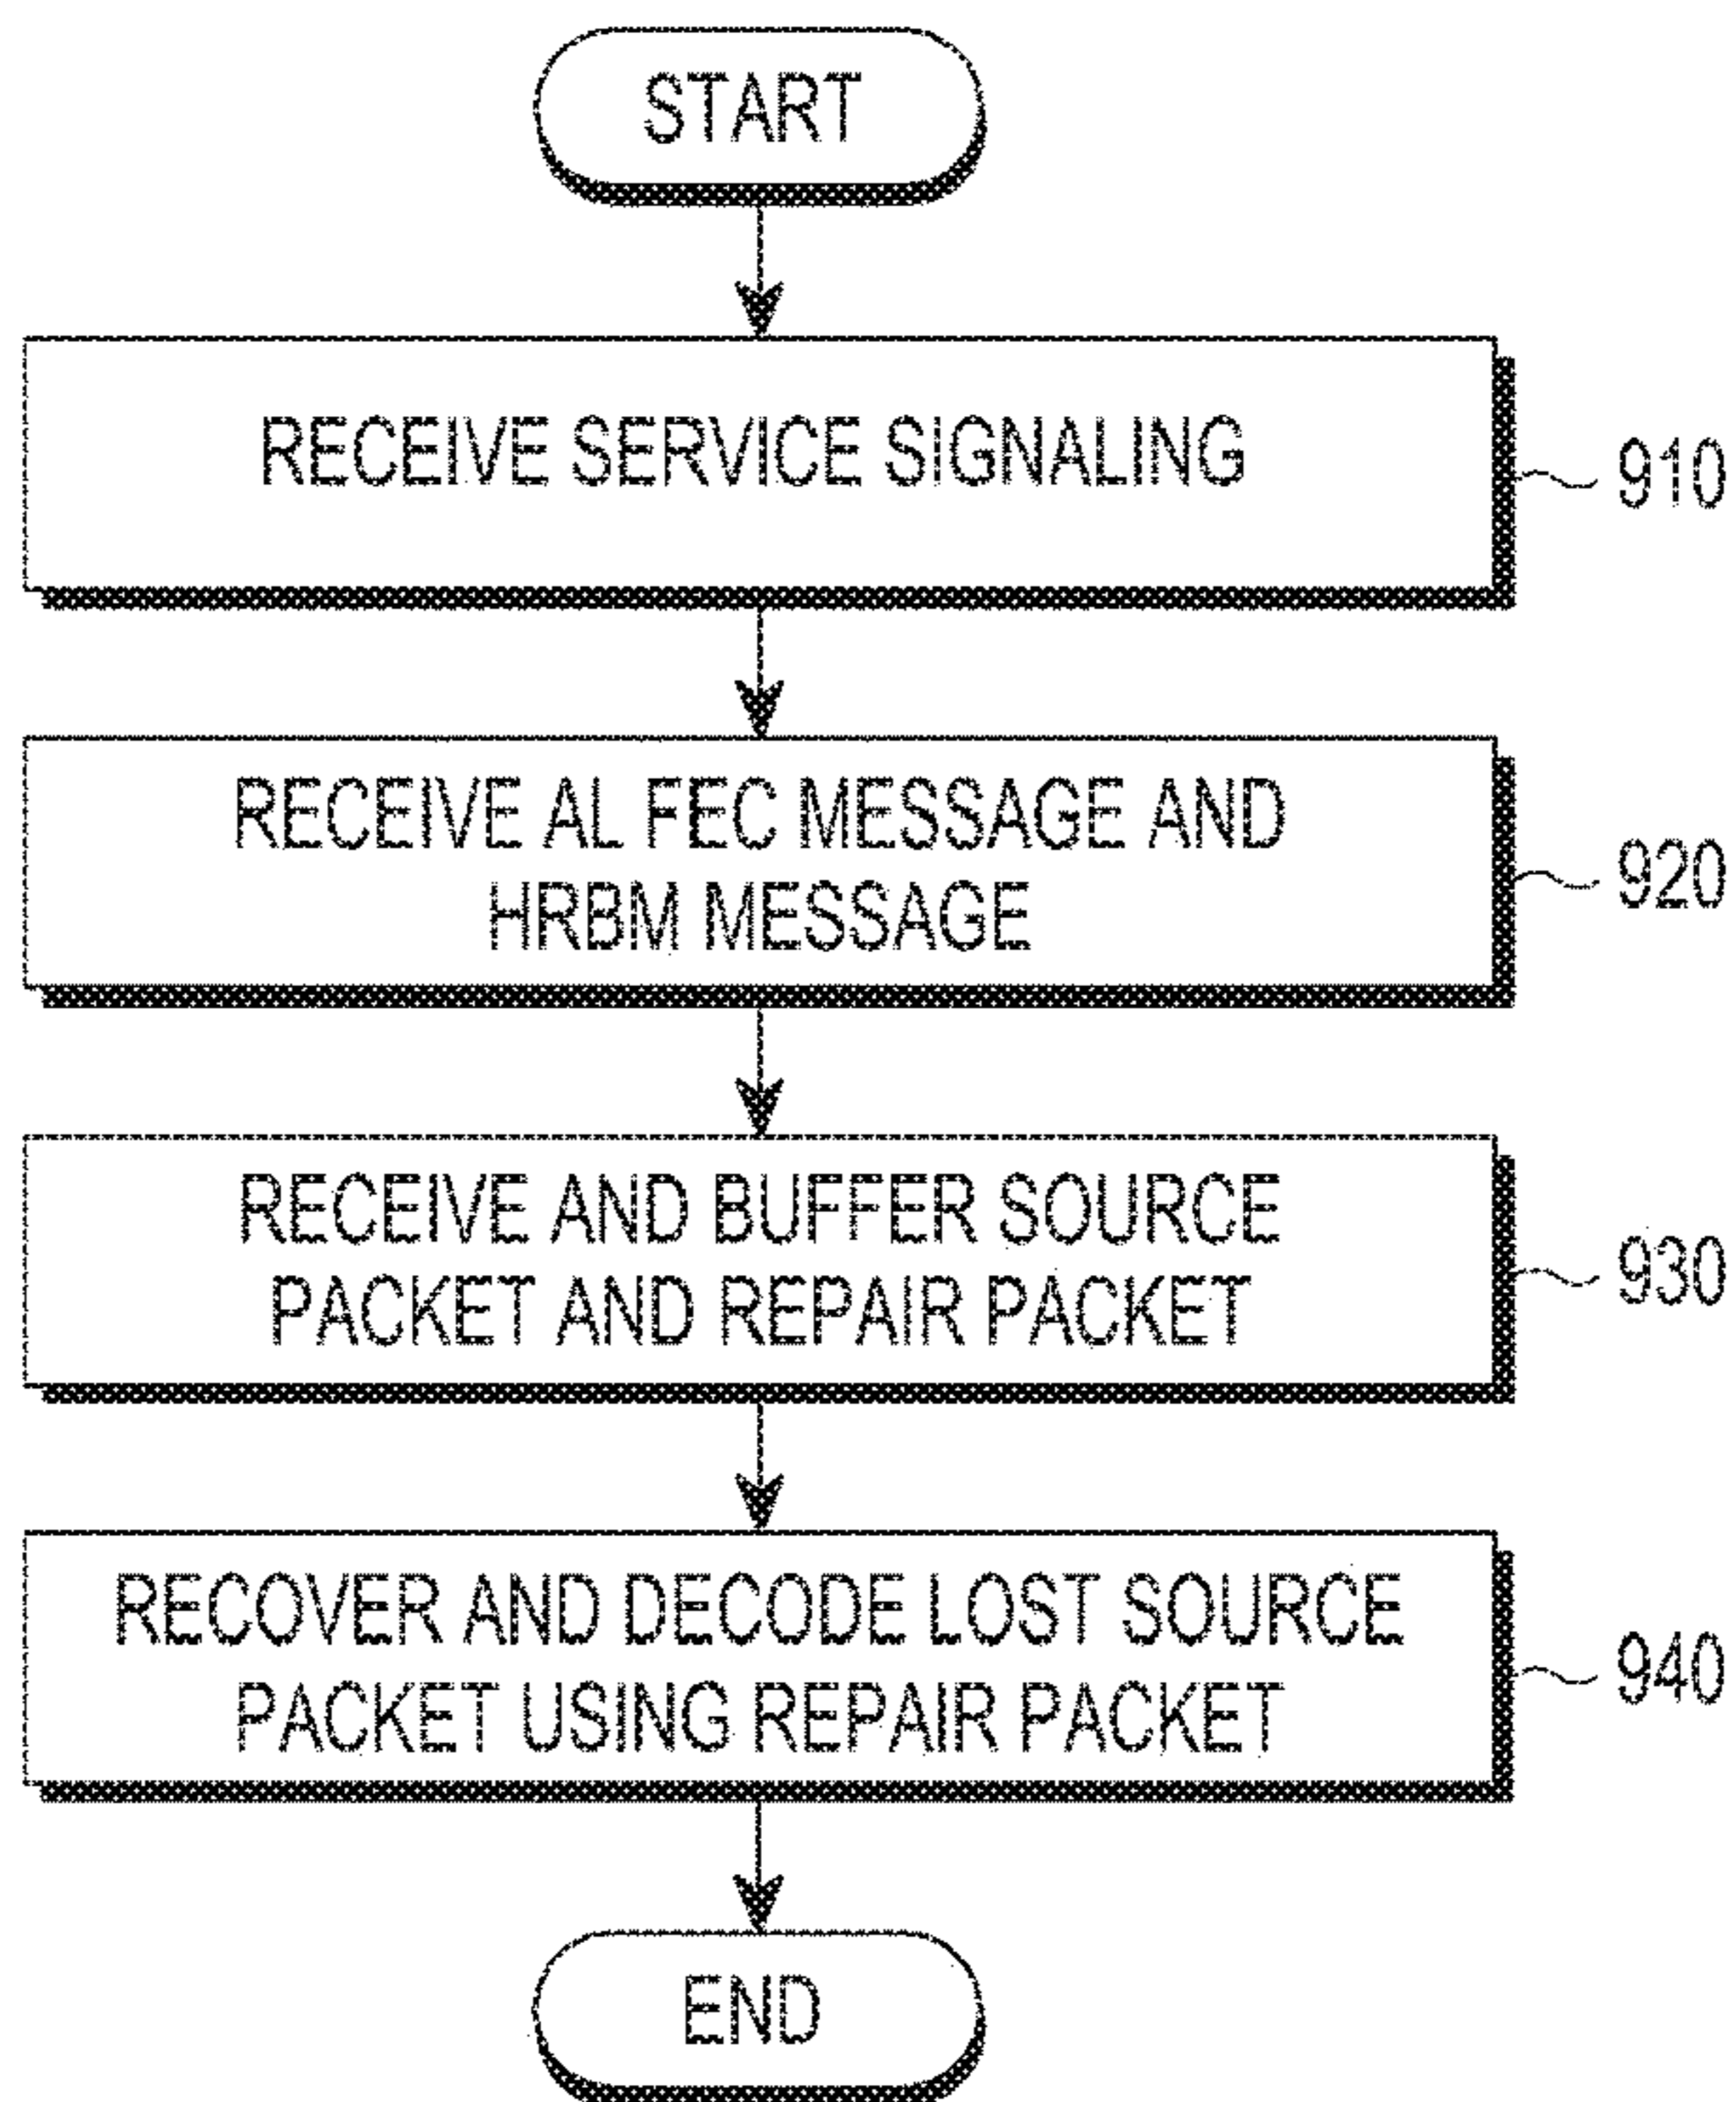 START
RECEIVE SERVICE SIGNALING
910
RECEIVE AL FEC MESSAGE AND
HRBM MESSAGE
920
RECEIVE AND BUFFER SOURCE
PACKET AND REPAIR PACKET
930
RECOVER AND DECODE LOST SOURCE
PACKET USING REPAIR PACKET
940
END